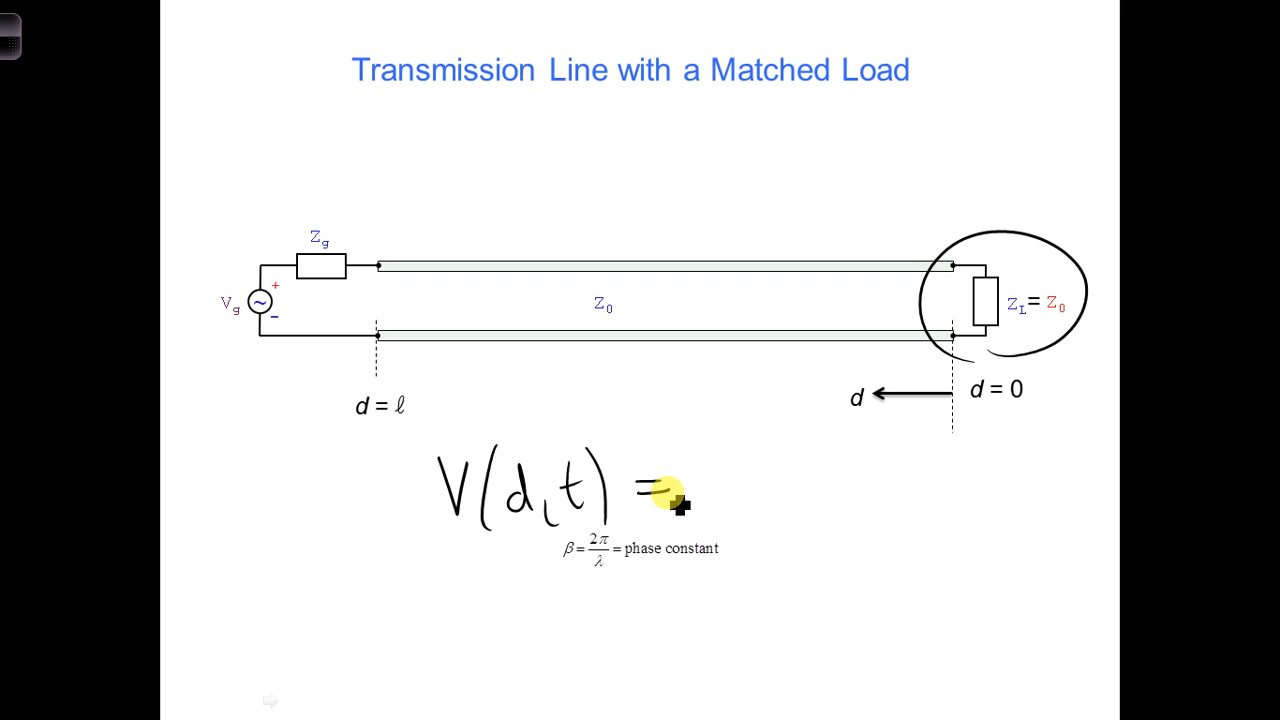 Transmission Line with a Matched Load
Zg
+
Vg
~
–
Z0
ZL = Z0
d = ℓ
d
d = 0
V(d,t) =
β = 2π/λ = phase constant